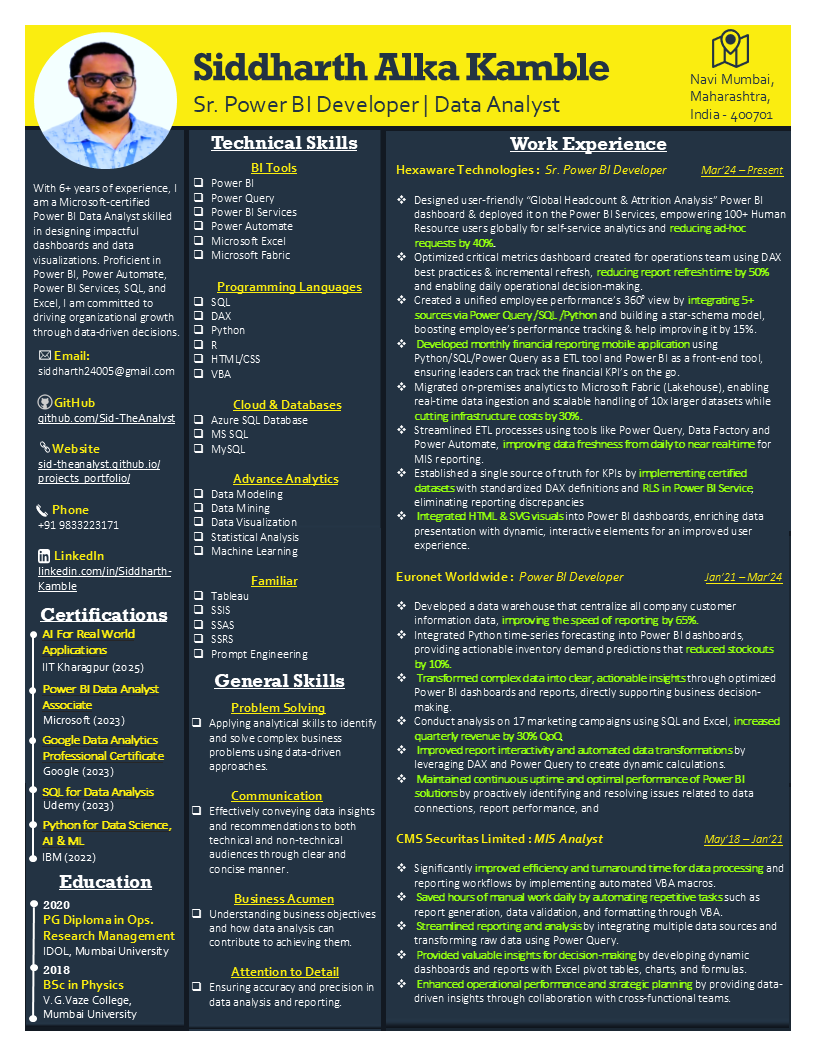 Siddharth Alka Kamble
Sr. Power BI Developer | Data Analyst
Navi Mumbai,
Maharashtra,
India - 400701
With 6+ years of experience, I
am a Microsoft-certified
Power BI Data Analyst skilled
in designing impactful
dashboards and data
visualizations. Proficient in
Power BI, Power Automate,
Power BI Services, SQL, and
Excel, I am committed to
driving organizational growth
through data-driven decisions.
Email:
siddharth24005@gmail.com
GitHub
github.com/Sid-TheAnalyst
Website
sid-theanalyst.github.io/
projects_portfolio/
Phone
+91 9833223171
LinkedIn
linkedin.com/in/Siddharth-
Kamble
Certifications
AI For Real World
Applications
IIT Kharagpur (2025)
Power BI Data Analyst
Associate
Microsoft (2023)
Google Data Analytics
Professional Certificate
Google (2023)
SQL for Data Analysis
Udemy (2023)
Python for Data Science,
AI & ML
IBM (2022)
Education
2020
PG Diploma in Ops.
Research Management
IDOL, Mumbai University
2018
BSc in Physics
V.G.Vaze College,
Mumbai University
Technical Skills
BI Tools
Power BI
Power Query
Power BI Services
Power Automate
Microsoft Excel
Microsoft Fabric
Programming Languages
SQL
DAX
Python
R
HTML/CSS
VBA
Cloud & Databases
Azure SQL Database
MS SQL
MySQL
Advance Analytics
Data Modeling
Data Mining
Data Visualization
Statistical Analysis
Machine Learning
Familiar
Tableau
SSIS
SSAS
SSRS
Prompt Engineering
General Skills
Problem Solving
Applying analytical skills to identify
and solve complex business
problems using data-driven
approaches.
Communication
Effectively conveying data insights
and recommendations to both
technical and non-technical
audiences through clear and
concise manner.
Business Acumen
Understanding business objectives
and how data analysis can
contribute to achieving them.
Attention to Detail
Ensuring accuracy and precision in
data analysis and reporting.
Work Experience
Hexaware Technologies : Sr. Power BI Developer Mar'24 – Present
Designed user-friendly “Global Headcount & Attrition Analysis” Power BI
dashboard & deployed it on the Power BI Services, empowering 100+ Human
Resource users globally for self-service analytics and reducing ad-hoc
requests by 40%.
Optimized critical metrics dashboard created for operations team using DAX
best practices & incremental refresh, reducing report refresh time by 50%
and enabling daily operational decision-making.
Created a unified employee performance’s 360° view by integrating 5+
sources via Power Query /SQL /Python and building a star-schema model,
boosting employee’s performance tracking & help improving it by 15%.
Developed monthly financial reporting mobile application using
Python/SQL/Power Query as a ETL tool and Power BI as a front-end tool,
ensuring leaders can track the financial KPI’s on the go.
Migrated on-premises analytics to Microsoft Fabric (Lakehouse), enabling
real-time data ingestion and scalable handling of 10x larger datasets while
cutting infrastructure costs by 30%.
Streamlined ETL processes using tools like Power Query, Data Factory and
Power Automate, improving data freshness from daily to near real-time for
MIS reporting.
Established a single source of truth for KPIs by implementing certified
datasets with standardized DAX definitions and RLS in Power BI Service,
eliminating reporting discrepancies
Integrated HTML & SVG visuals into Power BI dashboards, enriching data
presentation with dynamic, interactive elements for an improved user
experience.
Euronet Worldwide : Power BI Developer Jan'21 – Mar'24
Developed a data warehouse that centralize all company customer
information data, improving the speed of reporting by 65%.
Integrated Python time-series forecasting into Power BI dashboards,
providing actionable inventory demand predictions that reduced stockouts
by 10%.
Transformed complex data into clear, actionable insights through optimized
Power BI dashboards and reports, directly supporting business decision-
making.
Conduct analysis on 17 marketing campaigns using SQL and Excel, increased
quarterly revenue by 30% QoQ.
Improved report interactivity and automated data transformations by
leveraging DAX and Power Query to create dynamic calculations.
Maintained continuous uptime and optimal performance of Power BI
solutions by proactively identifying and resolving issues related to data
connections, report performance, and
CMS Securitas Limited : MIS Analyst May'18 – Jan'21
Significantly improved efficiency and turnaround time for data processing and
reporting workflows by implementing automated VBA macros.
Saved hours of manual work daily by automating repetitive tasks such as
report generation, data validation, and formatting through VBA.
Streamlined reporting and analysis by integrating multiple data sources and
transforming raw data using Power Query.
Provided valuable insights for decision-making by developing dynamic
dashboards and reports with Excel pivot tables, charts, and formulas.
Enhanced operational performance and strategic planning by providing data-
driven insights through collaboration with cross-functional teams.